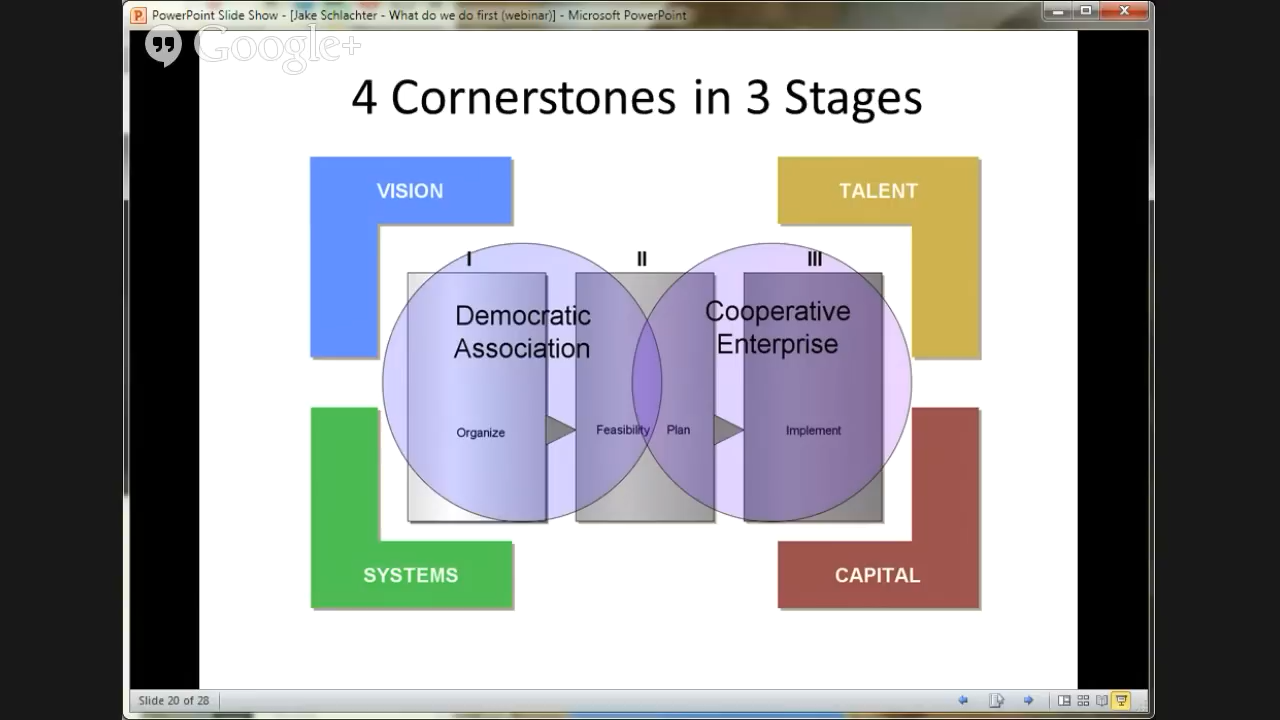 PowerPoint Slide Show - [Jake Schlachter - What do we do first (webinar)] - Microsoft PowerPoint
Google+
4 Cornerstones in 3 Stages
VISION
TALENT
I
II
III
Democratic
Association
Cooperative
Enterprise
Organize
Feasibility
Plan
Implement
SYSTEMS
CAPITAL
Slide 20 of 28